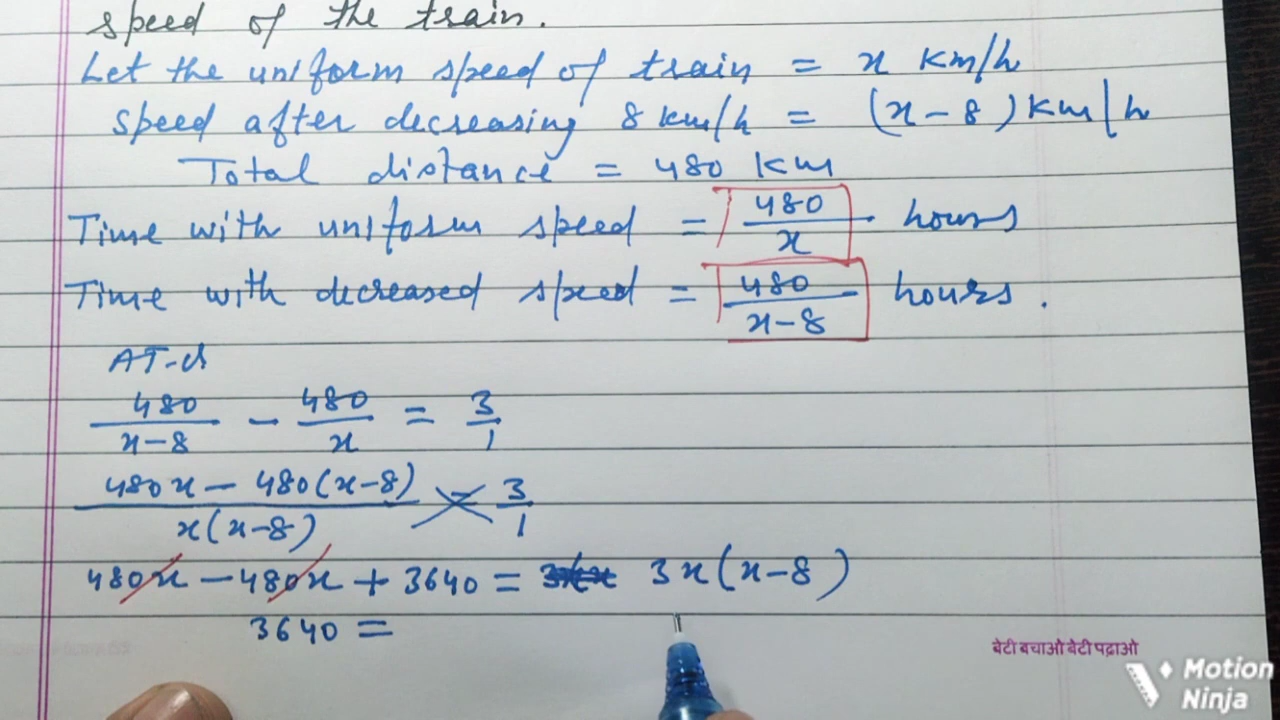 speed of the train.
Let the uniform speed of train = x km/h
speed after decreasing 8 km/h = (x-8) km/h
Total distance = 480 km
Time with uniform speed = 480/x hours
Time with decreased speed = 480/x-8 hours.
AT-Q
480/x-8 - 480/x = 3/1
480x - 480(x-8)/x(x-8) = 3/1
480x - 480x + 3640 = 3x(x-8)
3640 =
बेटी बचाओ बेटी पढ़ाओ
Motion
Ninja